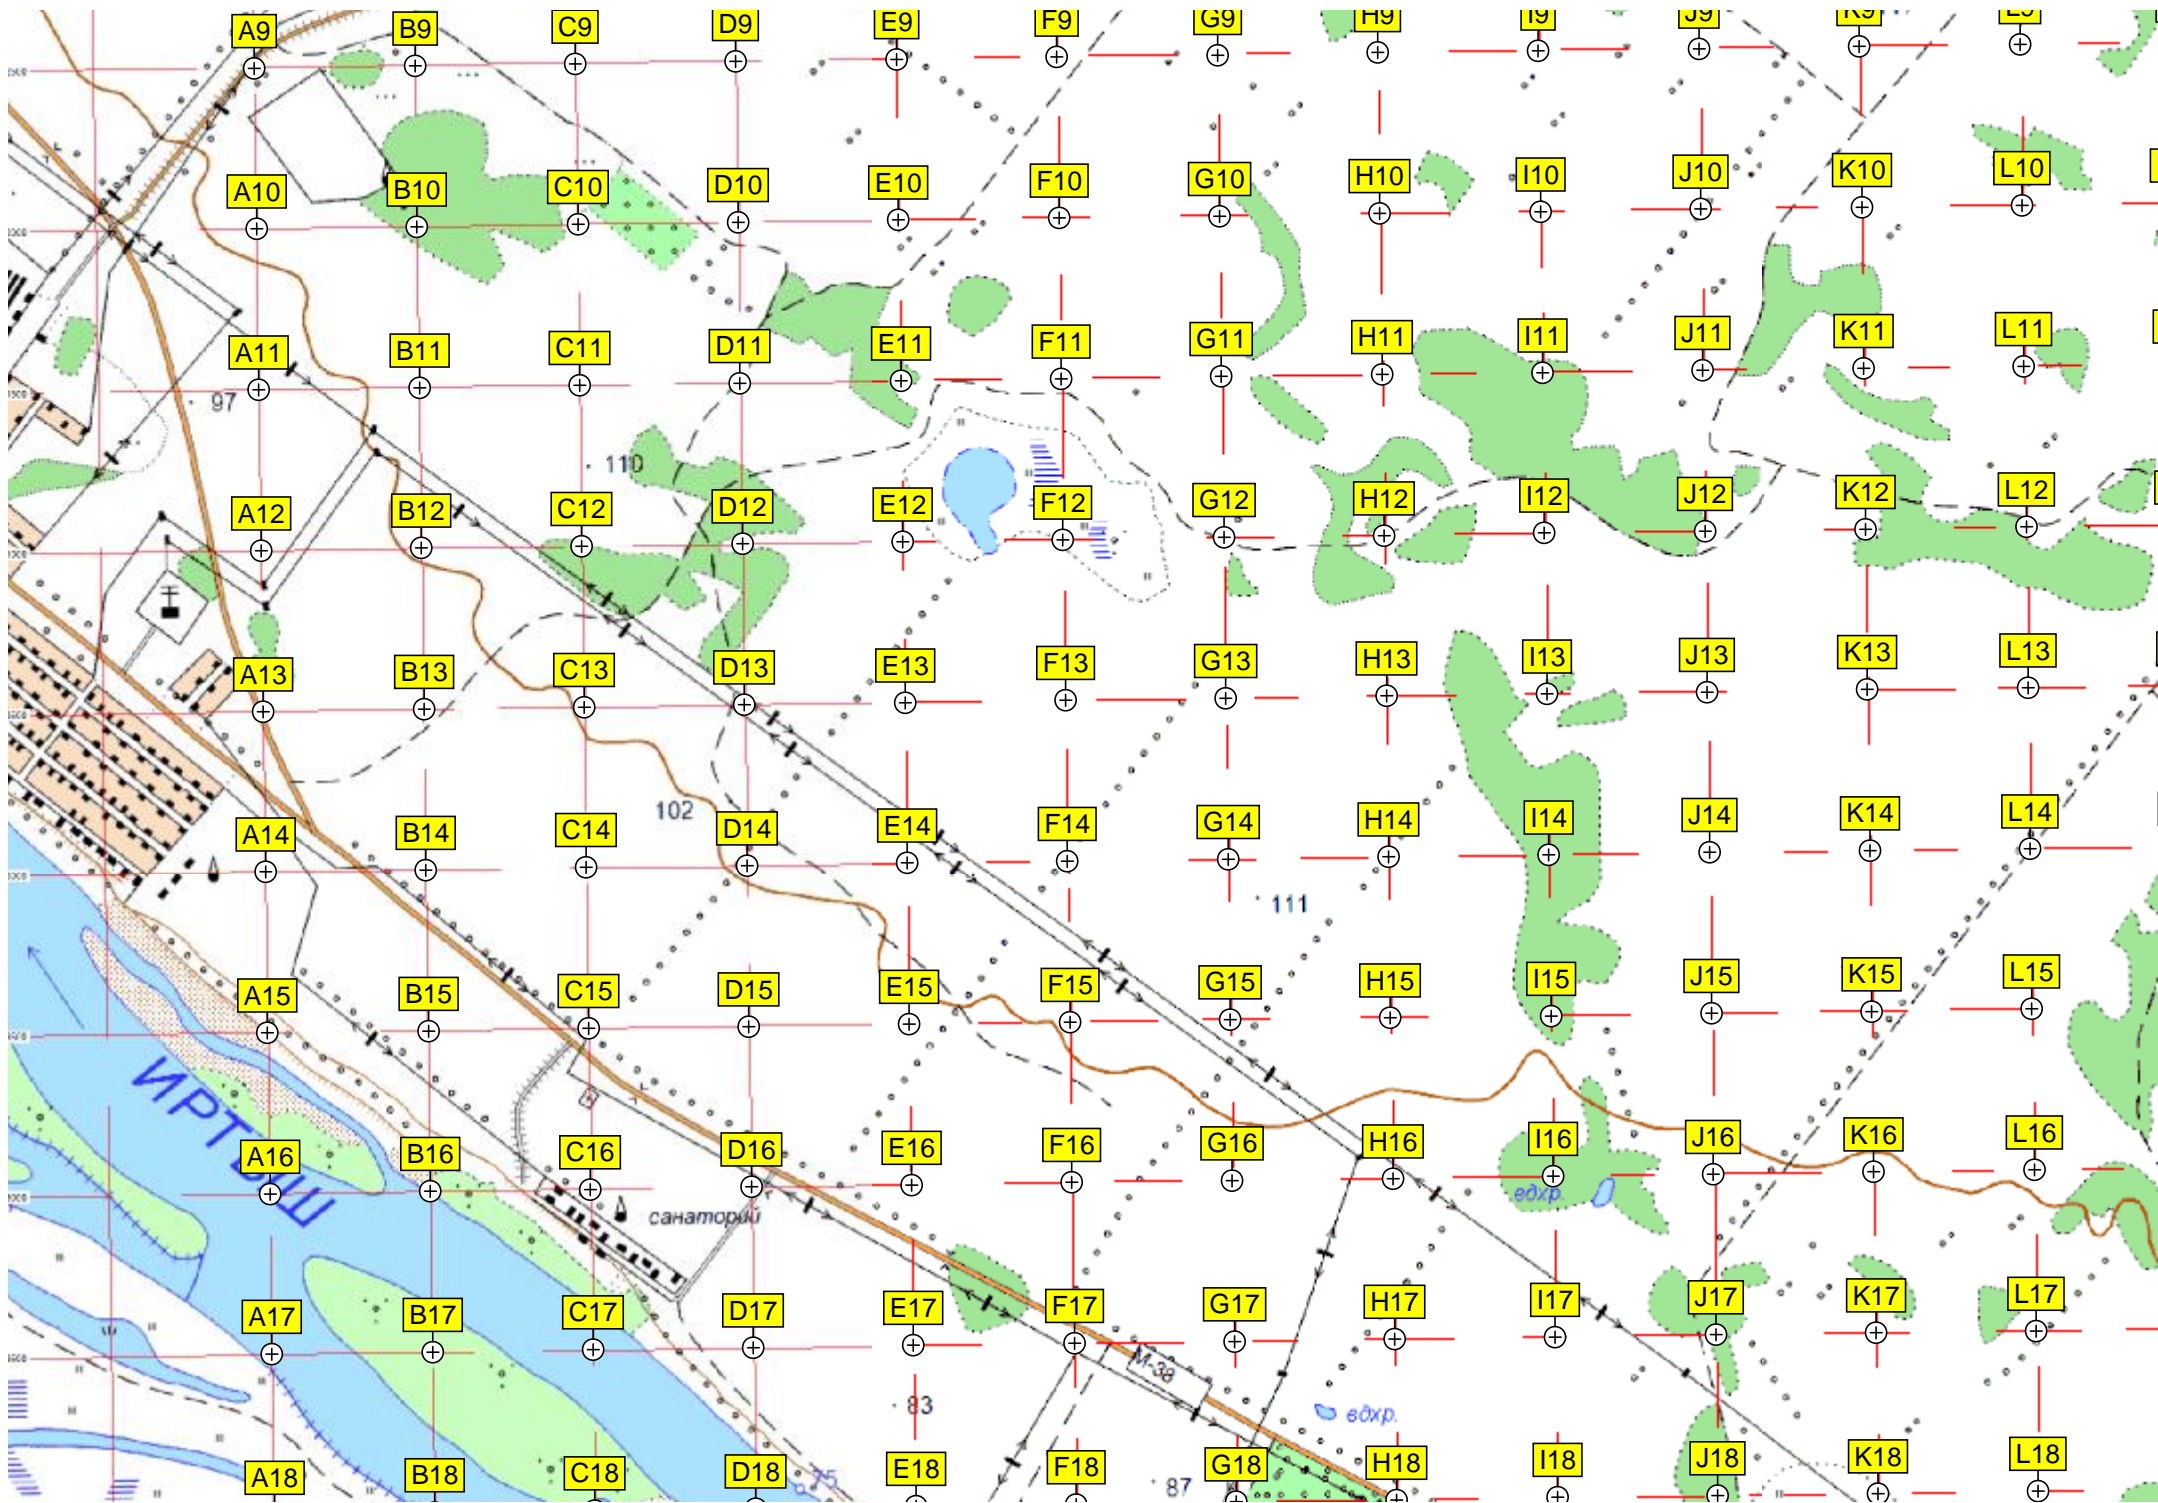 A9 B9 C9 D9 E9 F9 G9 H9 I9 J9 K9 L9
A10 B10 C10 D10 E10 F10 G10 H10 I10 J10 K10 L10
A11 B11 C11 D11 E11 F11 G11 H11 I11 J11 K11 L11
97
110
A12 B12 C12 D12 E12 F12 G12 H12 I12 J12 K12 L12
A13 B13 C13 D13 E13 F13 G13 H13 I13 J13 K13 L13
102
A14 B14 C14 D14 E14 F14 G14 H14 I14 J14 K14 L14
111
A15 B15 C15 D15 E15 F15 G15 H15 I15 J15 K15 L15
ИРТЫШ
A16 B16 C16 D16 E16 F16 G16 H16 I16 J16 K16 L16
вдхр.
санаторий
A17 B17 C17 D17 E17 F17 G17 H17 I17 J17 K17 L17
М-38
83
вдхр.
A18 B18 C18 D18 E18 F18 G18 H18 I18 J18 K18 L18
75
87